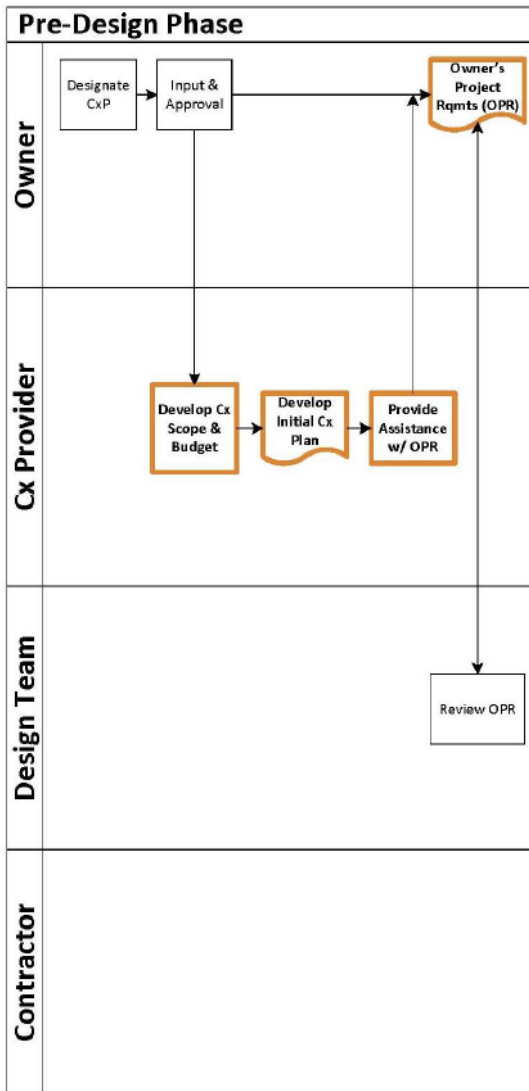 Pre-Design Phase
Owner
Designate
CxP
Input &
Approval
Owner's
Project
Rqmts (OPR)
Cx Provider
Develop Cx
Scope &
Budget
Develop
Initial Cx
Plan
Provide
Assistance
w/ OPR
Design Team
Review OPR
Contractor